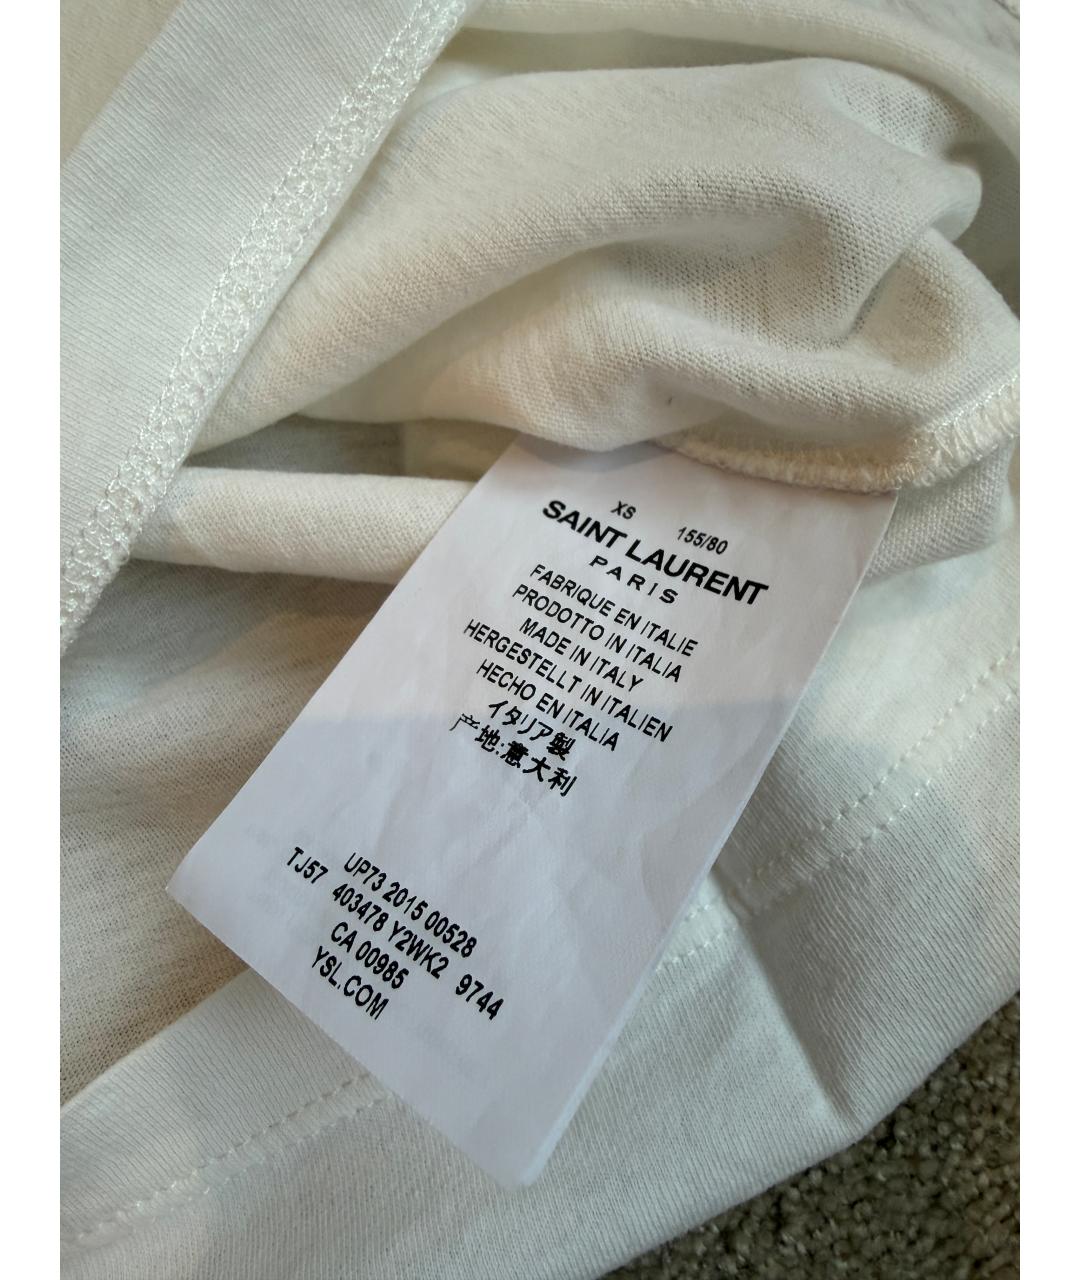 XS 155/80
SAINT LAURENT
PARIS
FABRIQUE EN ITALIE
PRODOTTO IN ITALIA
MADE IN ITALY
HERGESTELLT IN ITALIEN
HECHO EN ITALIA
イタリア製
产地:意大利
UP73 2015 00528
TJ57 403478 Y2WK2 9744
CA 00985
YSL.COM